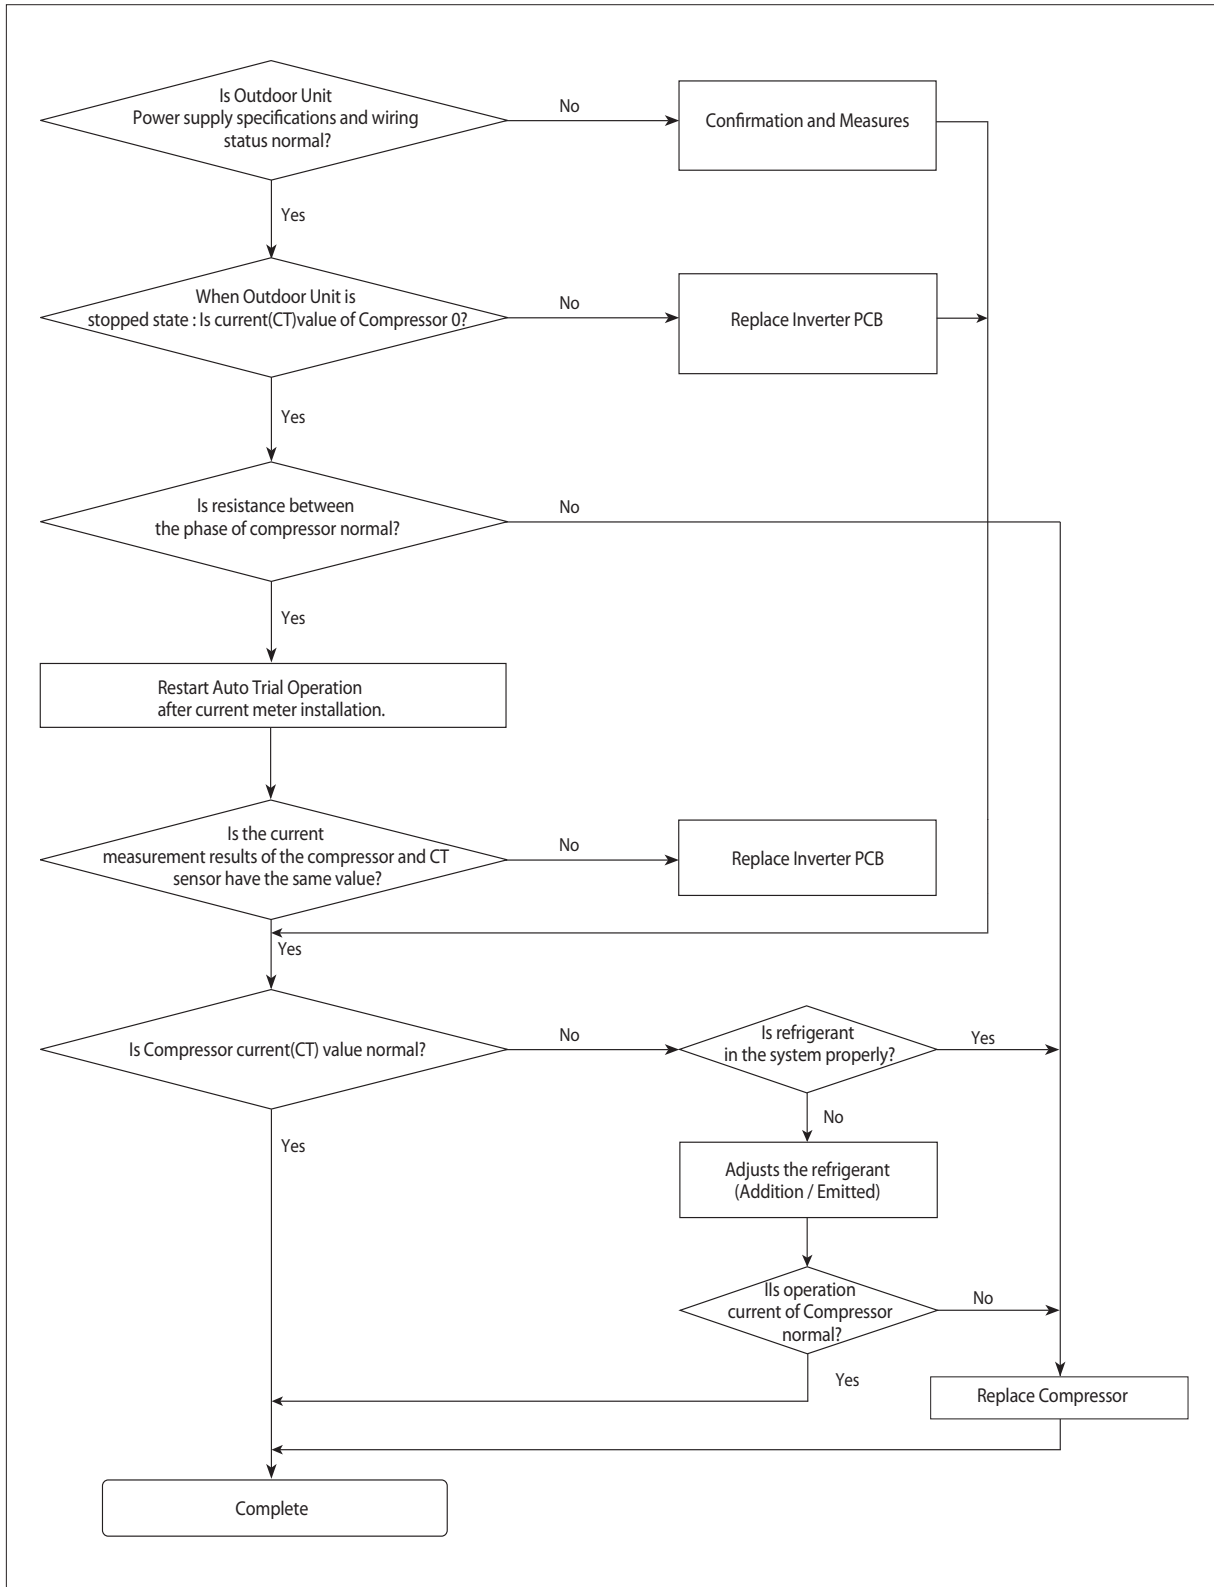 Is Outdoor Unit
Power supply specifications and wiring
status normal?
No
Confirmation and Measures
Yes
When Outdoor Unit is
stopped state : Is current(CT)value of Compressor 0?
No
Replace Inverter PCB
Yes
Is resistance between
the phase of compressor normal?
No
Yes
Restart Auto Trial Operation
after current meter installation.
Is the current
measurement results of the compressor and CT
sensor have the same value?
No
Replace Inverter PCB
Yes
Is Compressor current(CT) value normal?
No
Is refrigerant
in the system properly?
Yes
No
Yes
Adjusts the refrigerant
(Addition / Emitted)
IIs operation
current of Compressor
normal?
No
Yes
Replace Compressor
Complete